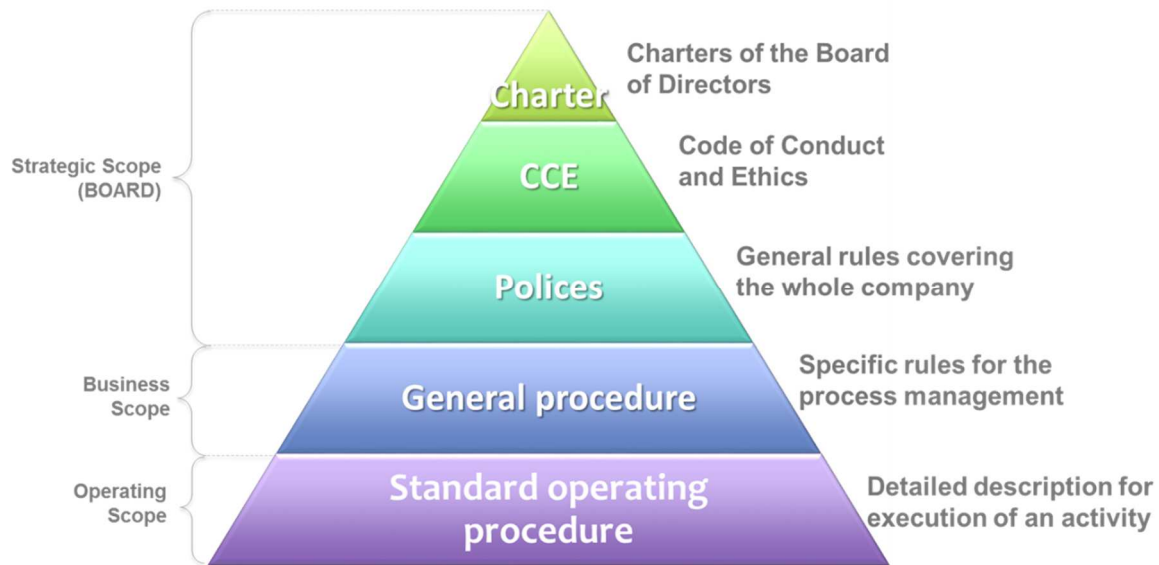 Charter
Charters of the Board
of Directors
Strategic Scope
(BOARD)
CCE
Code of Conduct
and Ethics
Polices
General rules covering
the whole company
Business
Scope
General procedure
Specific rules for the
process management
Operating
Scope
Standard operating
procedure
Detailed description for
execution of an activity